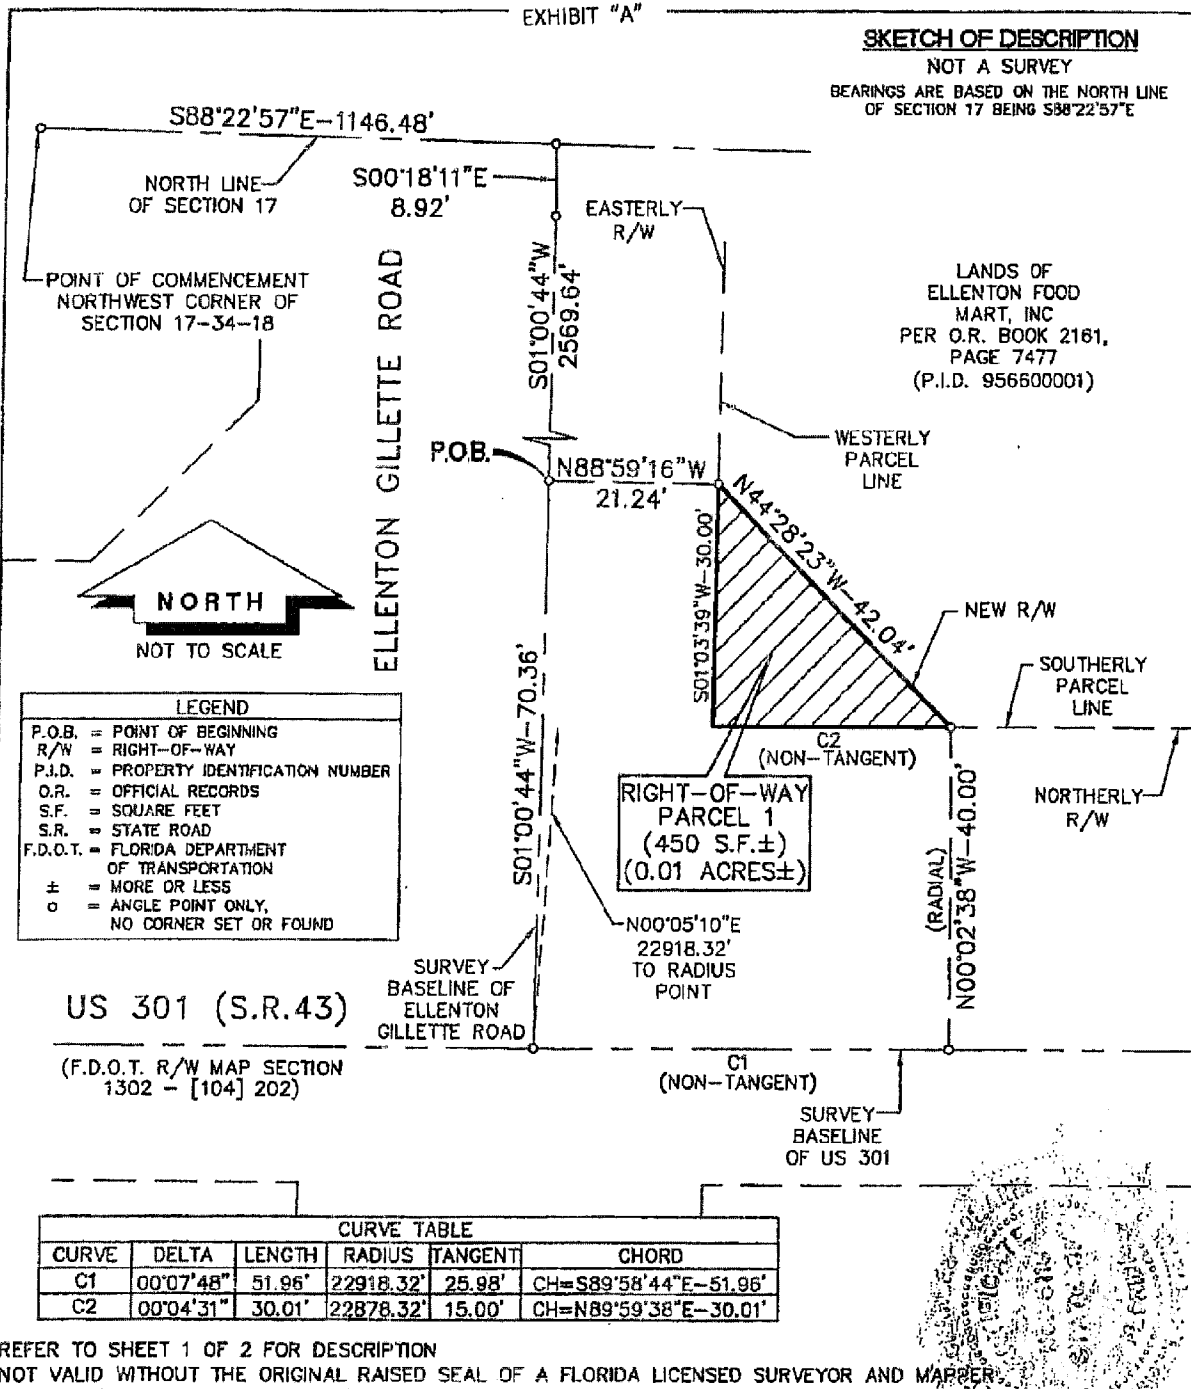 EXHIBIT "A"
SKETCH OF DESCRIPTION
NOT A SURVEY
BEARINGS ARE BASED ON THE NORTH LINE
OF SECTION 17 BEING S88°22'57"E
S88°22'57"E-1146.48'
NORTH LINE
OF SECTION 17
S00°18'11"E
8.92'
EASTERLY
R/W
POINT OF COMMENCEMENT
NORTHWEST CORNER OF
SECTION 17-34-18
ELLENTON GILLETTE ROAD
S01°00'44"W
2569.64'
LANDS OF
ELLENTON FOOD
MART, INC
PER O.R. BOOK 2161,
PAGE 7477
(P.I.D. 956600001)
WESTERLY
PARCEL
LINE
P.O.B.
N88°59'16"W
21.24'
N44°28'23"W-42.04'
S01°03'39"W-30.00'
NEW R/W
NORTH
NOT TO SCALE
SOUTHERLY
PARCEL
LINE
C2
(NON-TANGENT)
LEGEND
P.O.B. = POINT OF BEGINNING
R/W = RIGHT-OF-WAY
P.I.D. = PROPERTY IDENTIFICATION NUMBER
O.R. = OFFICIAL RECORDS
S.F. = SQUARE FEET
S.R. = STATE ROAD
F.D.O.T. = FLORIDA DEPARTMENT
OF TRANSPORTATION
± = MORE OR LESS
o = ANGLE POINT ONLY,
NO CORNER SET OR FOUND
S01°00'44"W-70.36'
RIGHT-OF-WAY
PARCEL 1
(450 S.F.±)
(0.01 ACRES±)
NORTHERLY
R/W
(RADIAL)
N00°02'38"W-40.00'
N00°05'10"E
22918.32'
TO RADIUS
POINT
SURVEY
BASELINE OF
ELLENTON
GILLETTE ROAD
US 301 (S.R.43)
(F.D.O.T. R/W MAP SECTION
1302 - [104] 202)
C1
(NON-TANGENT)
SURVEY
BASELINE
OF US 301
CURVE TABLE
CURVE DELTA LENGTH RADIUS TANGENT CHORD
C1 00°07'48" 51.96' 22918.32' 25.98' CH=S89°58'44"E-51.96'
C2 00°04'31" 30.01' 22878.32' 15.00' CH=N89°59'38"E-30.01'
REFER TO SHEET 1 OF 2 FOR DESCRIPTION
NOT VALID WITHOUT THE ORIGINAL RAISED SEAL OF A FLORIDA LICENSED SURVEYOR AND MAPPER